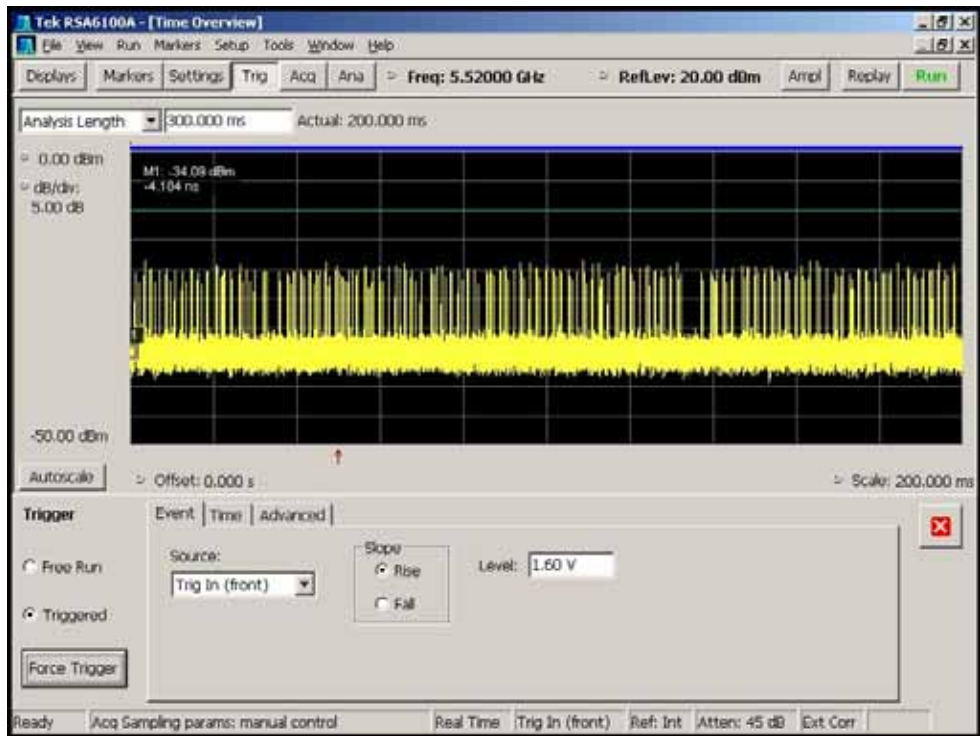 Tek RSA6100A - [Time Overview]
File View Run Markers Setup Tools Window Help
Displays Markers Settings Trig Acq Ana Freq: 5.52000 GHz RefLev: 20.00 dBm Ampl Replay Run
Analysis Length 300.000 ms Actual: 200.000 ms
0.00 dBm
M1: -34.09 dBm
-4.104 ns
dB/div:
5.00 dB
-50.00 dBm
Autoscale Offset: 0.000 s Scale: 200.000 ms
Trigger Event Time Advanced
Free Run
Triggered
Force Trigger
Source:
Trig In (front)
Slope
Rise
Fall
Level: 1.60 V
Ready Acq Sampling params: manual control Real Time Trig In (front) Ref: Int Atten: 45 dB Ext Corr